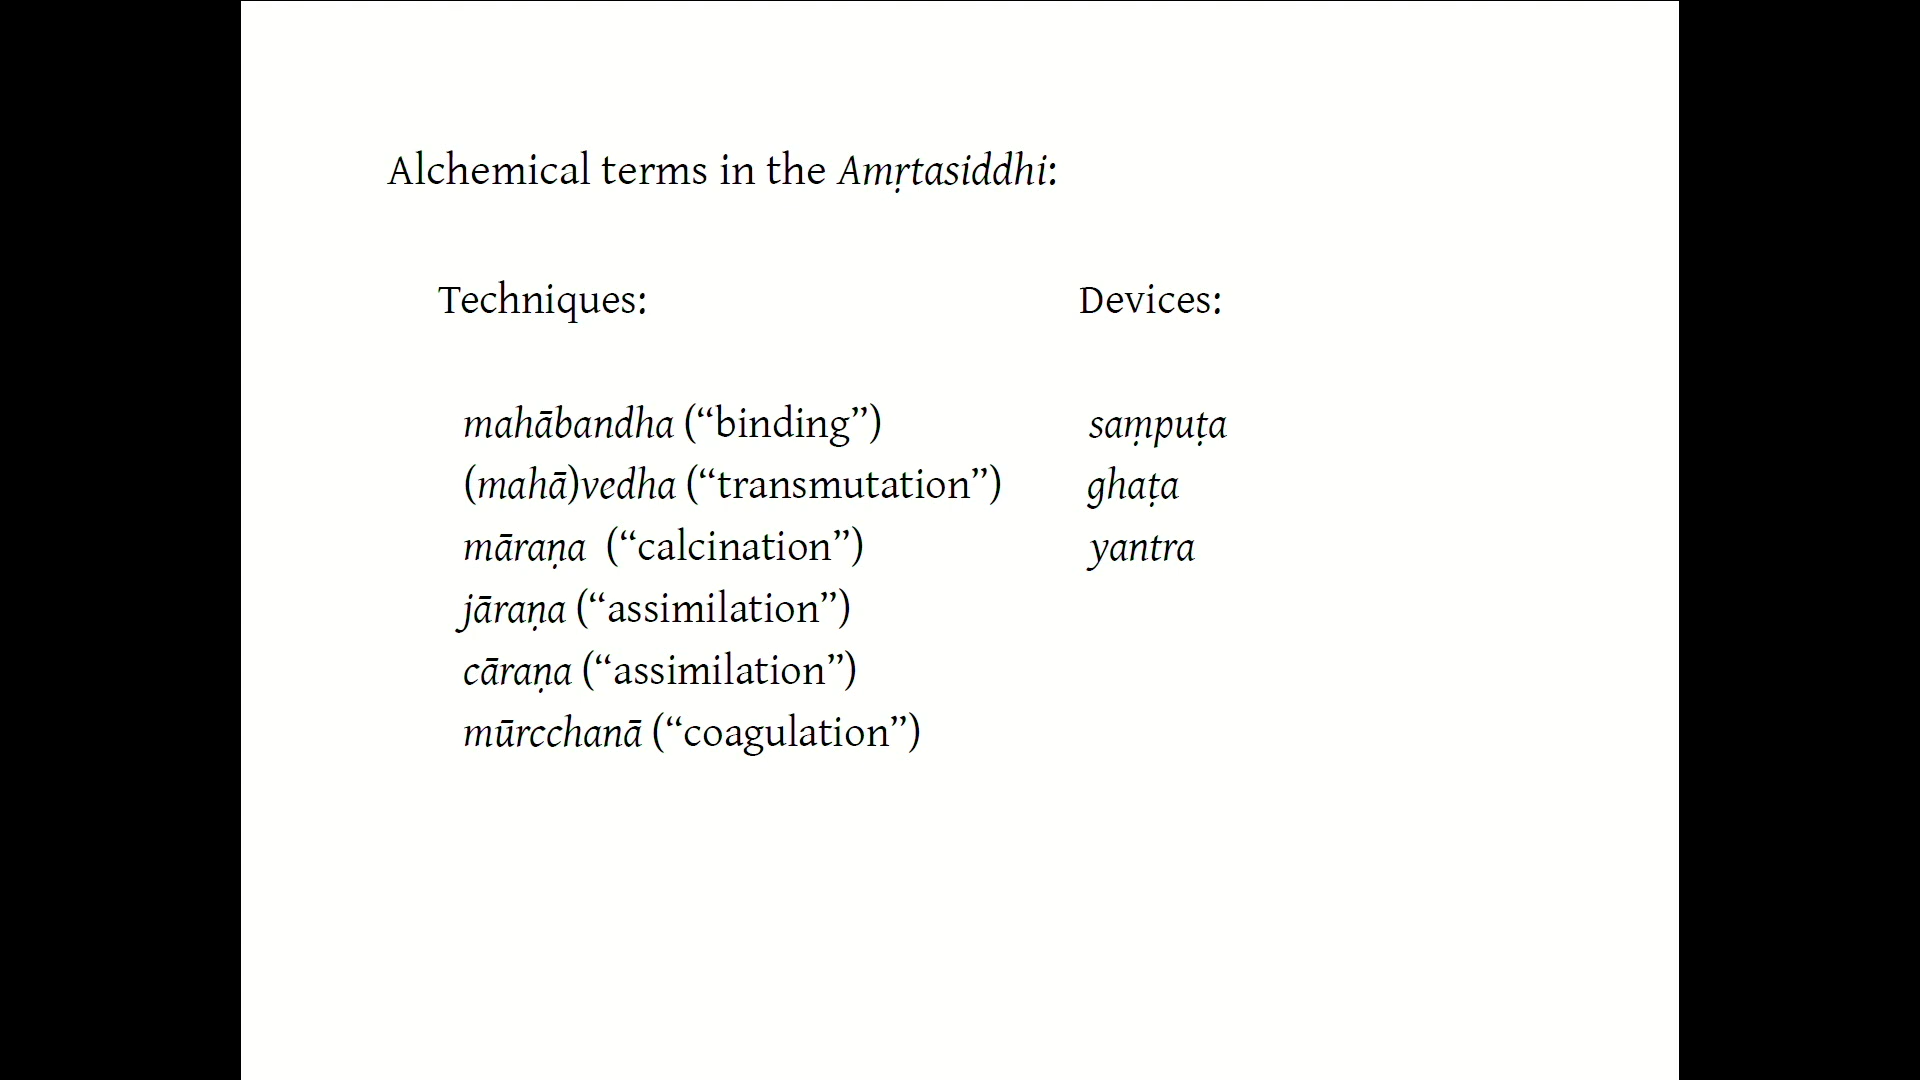 Alchemical terms in the Amṛtasiddhi:
Techniques:
Devices:
mahābandha (“binding”)
saṃpuṭa
(mahā)vedha (“transmutation”)
ghaṭa
māraṇa (“calcination”)
yantra
jāraṇa (“assimilation”)
cāraṇa (“assimilation”)
mūrcchanā (“coagulation”)